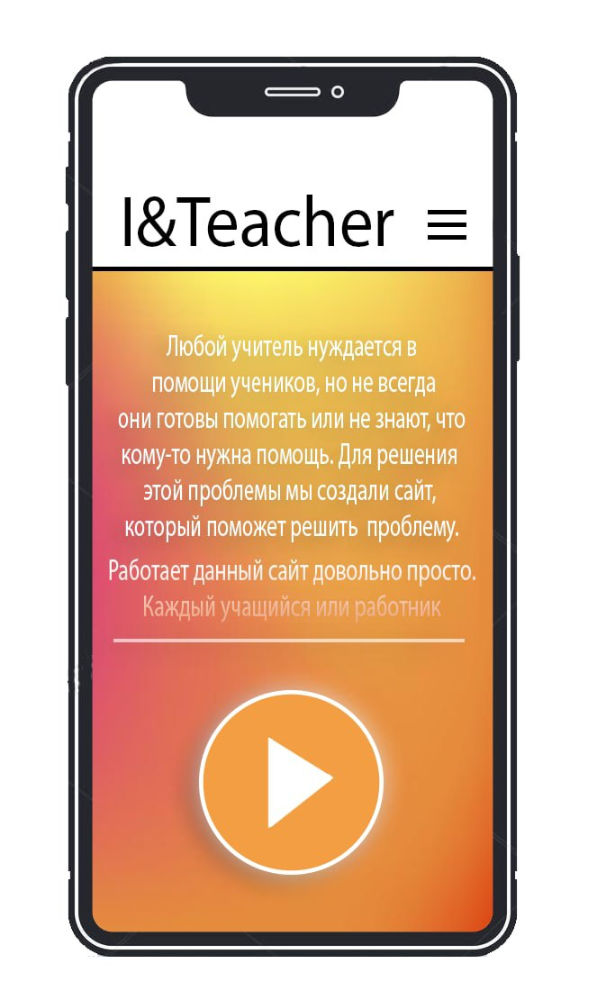 I&Teacher
Любой учитель нуждается в
помощи учеников, но не всегда
они готовы помогать или не знают, что
кому-то нужна помощь. Для решения
этой проблемы мы создали сайт,
который поможет решить проблему.
Работает данный сайт довольно просто.
Каждый учащийся или работник